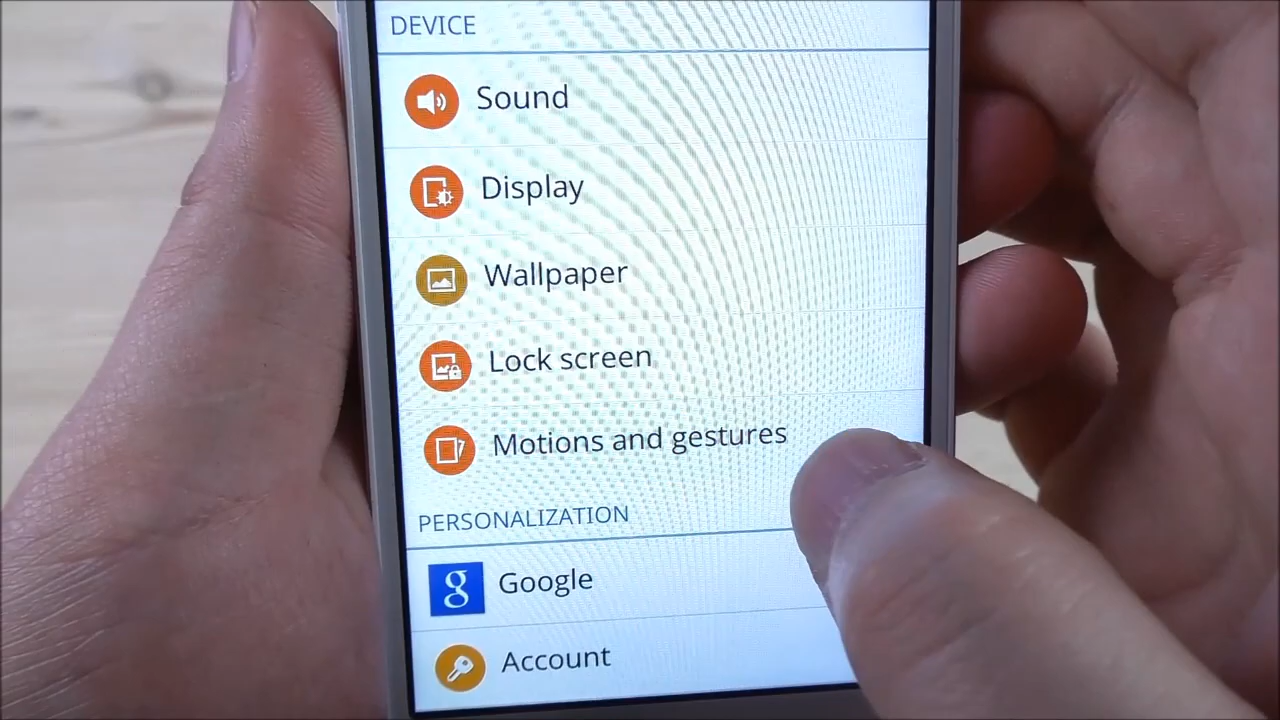 DEVICE
Sound
Display
Wallpaper
Lock screen
Motions and gestures
PERSONALIZATION
g Google
Account